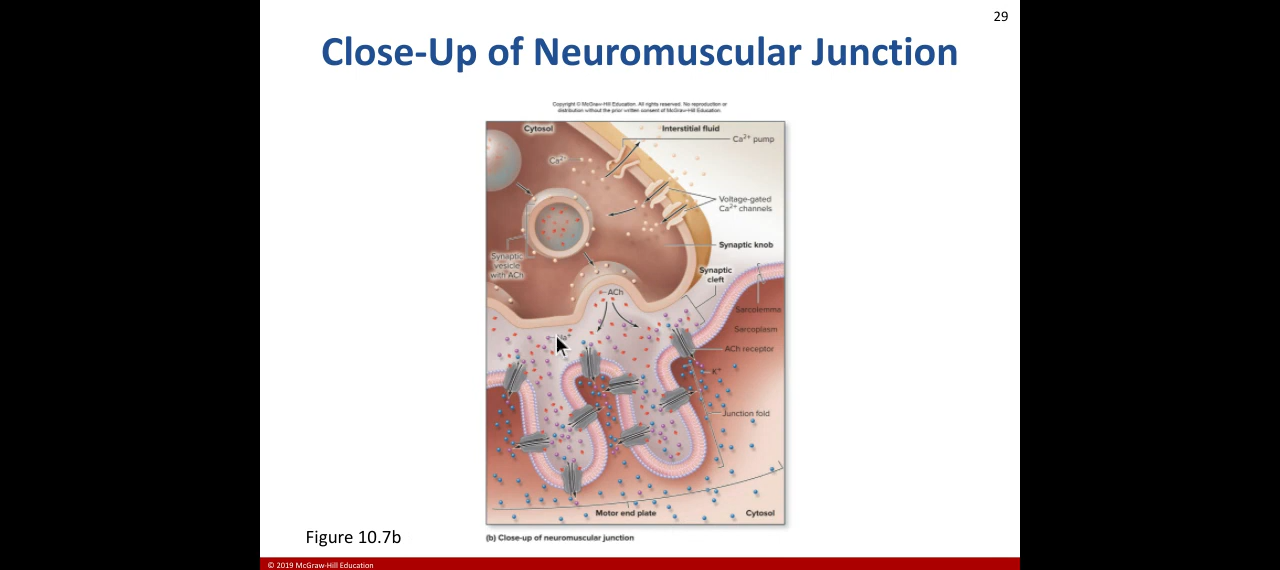 29
Close-Up of Neuromuscular Junction
Copyright © McGraw-Hill Education. All rights reserved. No reproduction or
distribution without the prior written consent of McGraw-Hill Education.
Cytosol
Interstitial fluid
Ca2+ pump
Ca2+
Voltage-gated
Ca2+ channels
Synaptic knob
Synaptic
vesicle
with ACh
Synaptic
cleft
ACh
Sarcolemma
Sarcoplasm
ACh receptor
K+
Junction fold
Motor end plate
Cytosol
Figure 10.7b
(b) Close-up of neuromuscular junction
© 2019 McGraw-Hill Education